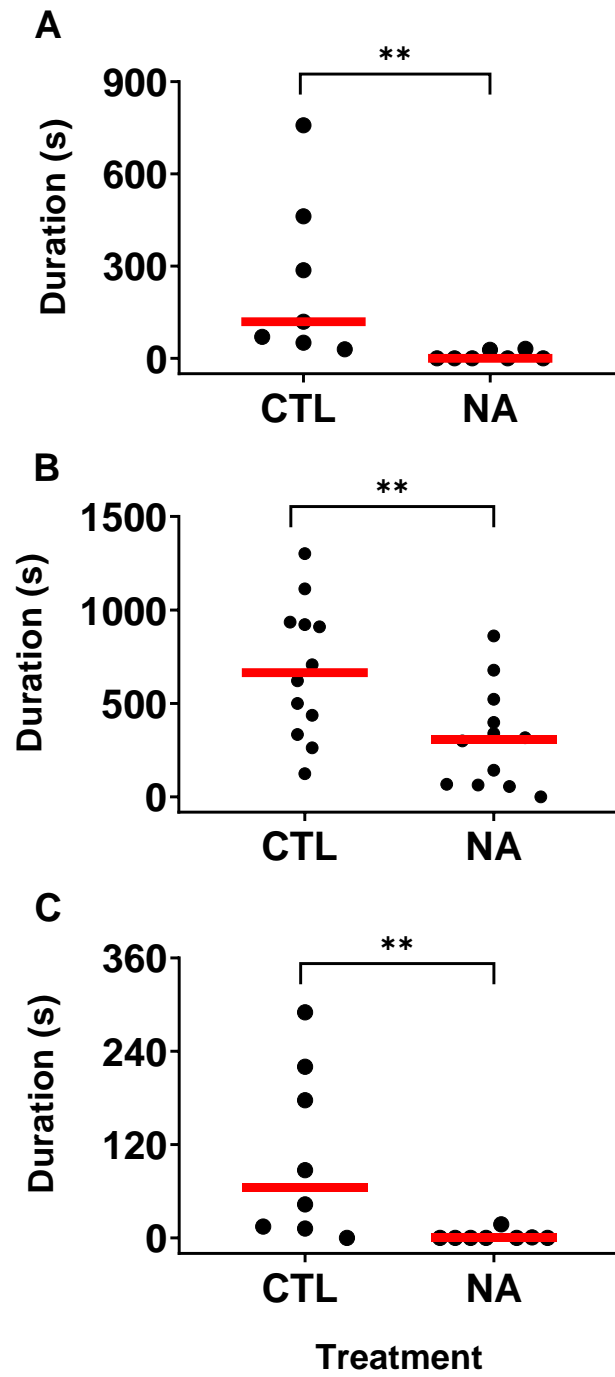 A
**
Duration (s)
900
600
300
0
CTL NA
B
**
Duration (s)
1500
1000
500
0
CTL NA
C
**
Duration (s)
360
240
120
0
CTL NA
Treatment